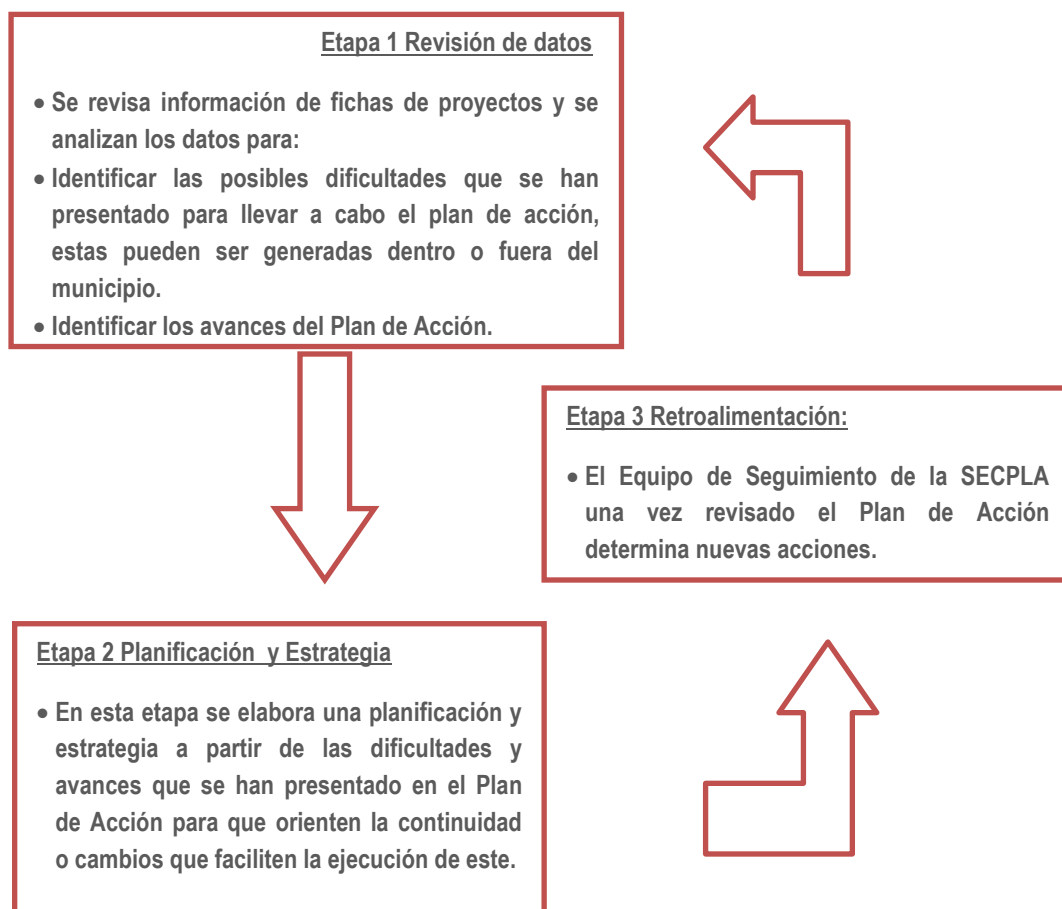 Etapa 1 Revisión de datos
• Se revisa información de fichas de proyectos y se
analizan los datos para:
• Identificar las posibles dificultades que se han
presentado para llevar a cabo el plan de acción,
estas pueden ser generadas dentro o fuera del
municipio.
• Identificar los avances del Plan de Acción.
Etapa 3 Retroalimentación:
• El Equipo de Seguimiento de la SECPLA
una vez revisado el Plan de Acción
determina nuevas acciones.
Etapa 2 Planificación y Estrategia
• En esta etapa se elabora una planificación y
estrategia a partir de las dificultades y
avances que se han presentado en el Plan
de Acción para que orienten la continuidad
o cambios que faciliten la ejecución de este.